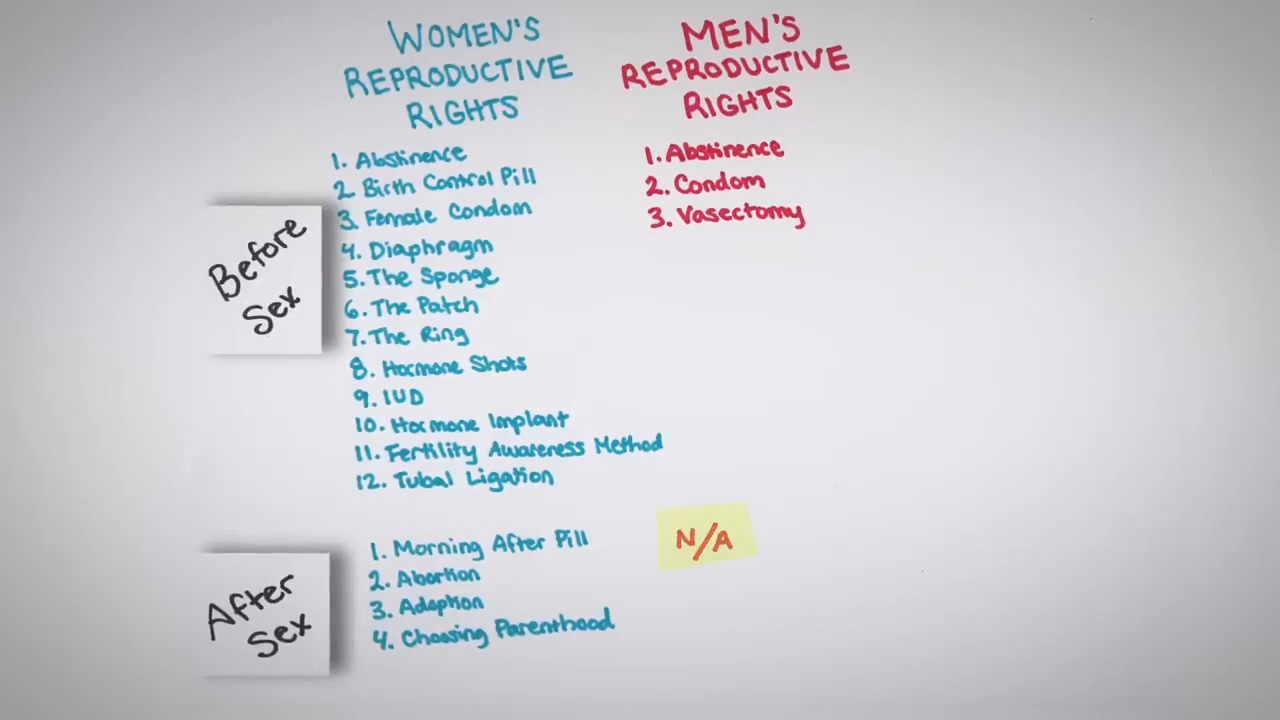 WOMEN'S
REPRODUCTIVE
RIGHTS
1. Abstinence
2. Birth Control Pill
3. Female Condom
4. Diaphragm
5. The Sponge
6. The Patch
7. The Ring
8. Hormone Shots
9. IUD
10. Hormone Implant
11. Fertility Awareness Method
12. Tubal Ligation
MEN'S
REPRODUCTIVE
RIGHTS
1. Abstinence
2. Condom
3. Vasectomy
Before
Sex
After
Sex
1. Morning After Pill
2. Abortion
3. Adoption
4. Choosing Parenthood
N/A